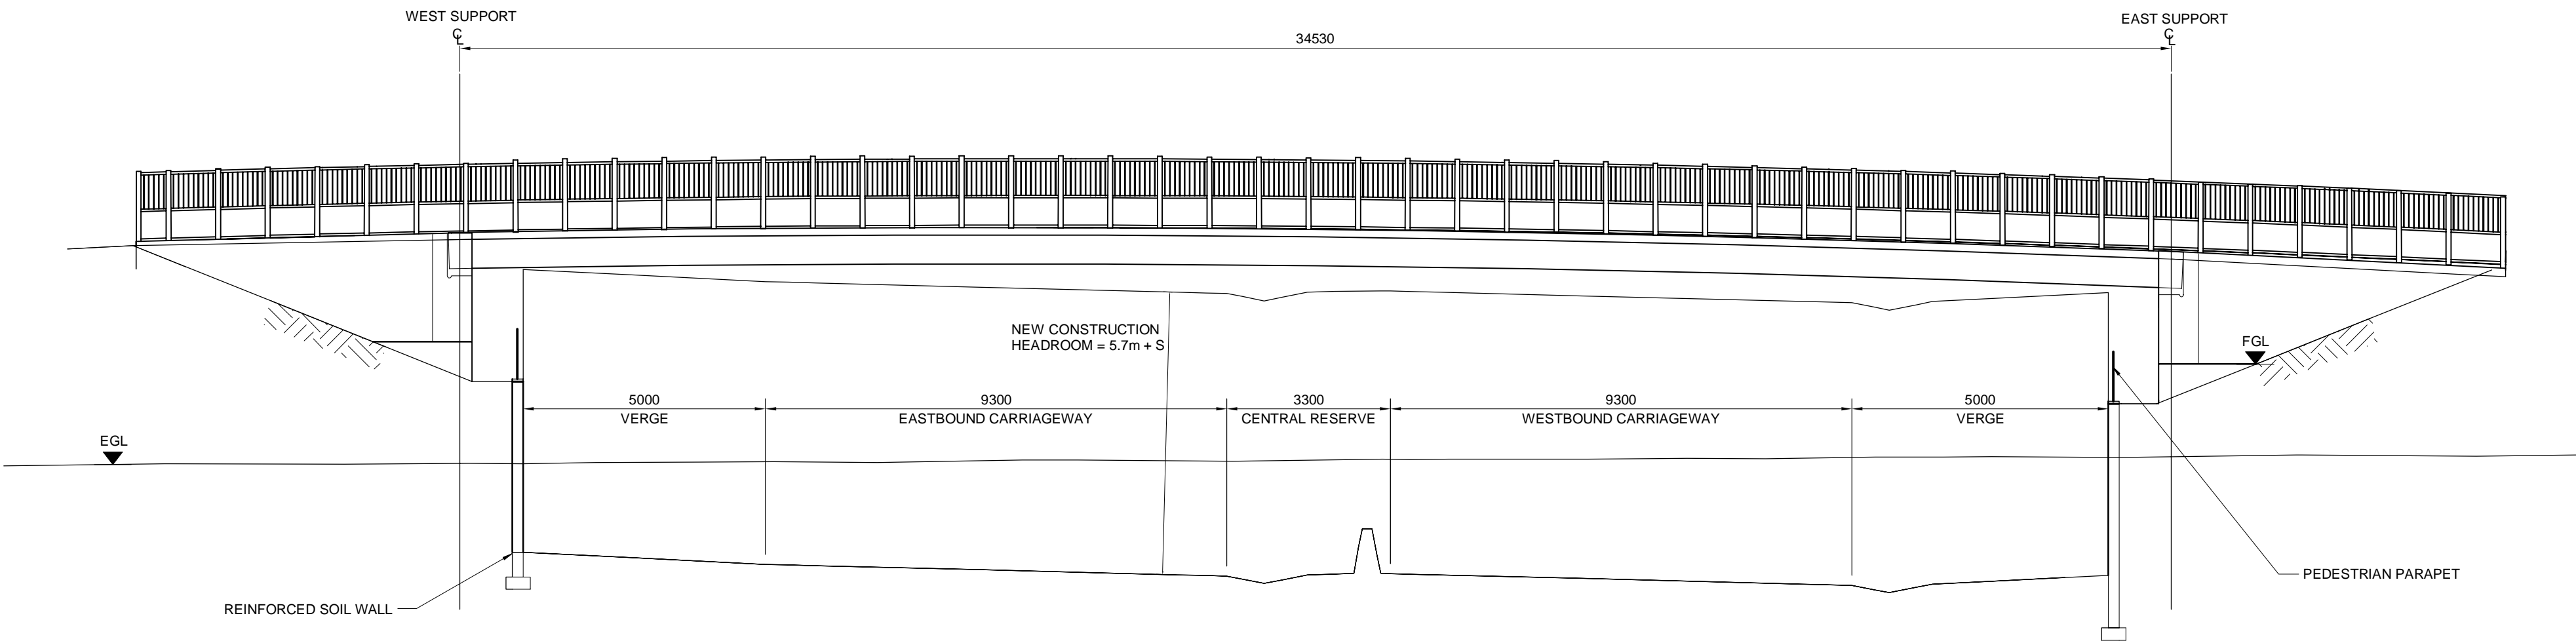 WEST SUPPORT
℄
EAST SUPPORT
℄
34530
NEW CONSTRUCTION
HEADROOM = 5.7m + S
FGL
5000
VERGE
9300
EASTBOUND CARRIAGEWAY
3300
CENTRAL RESERVE
9300
WESTBOUND CARRIAGEWAY
5000
VERGE
EGL
PEDESTRIAN PARAPET
REINFORCED SOIL WALL